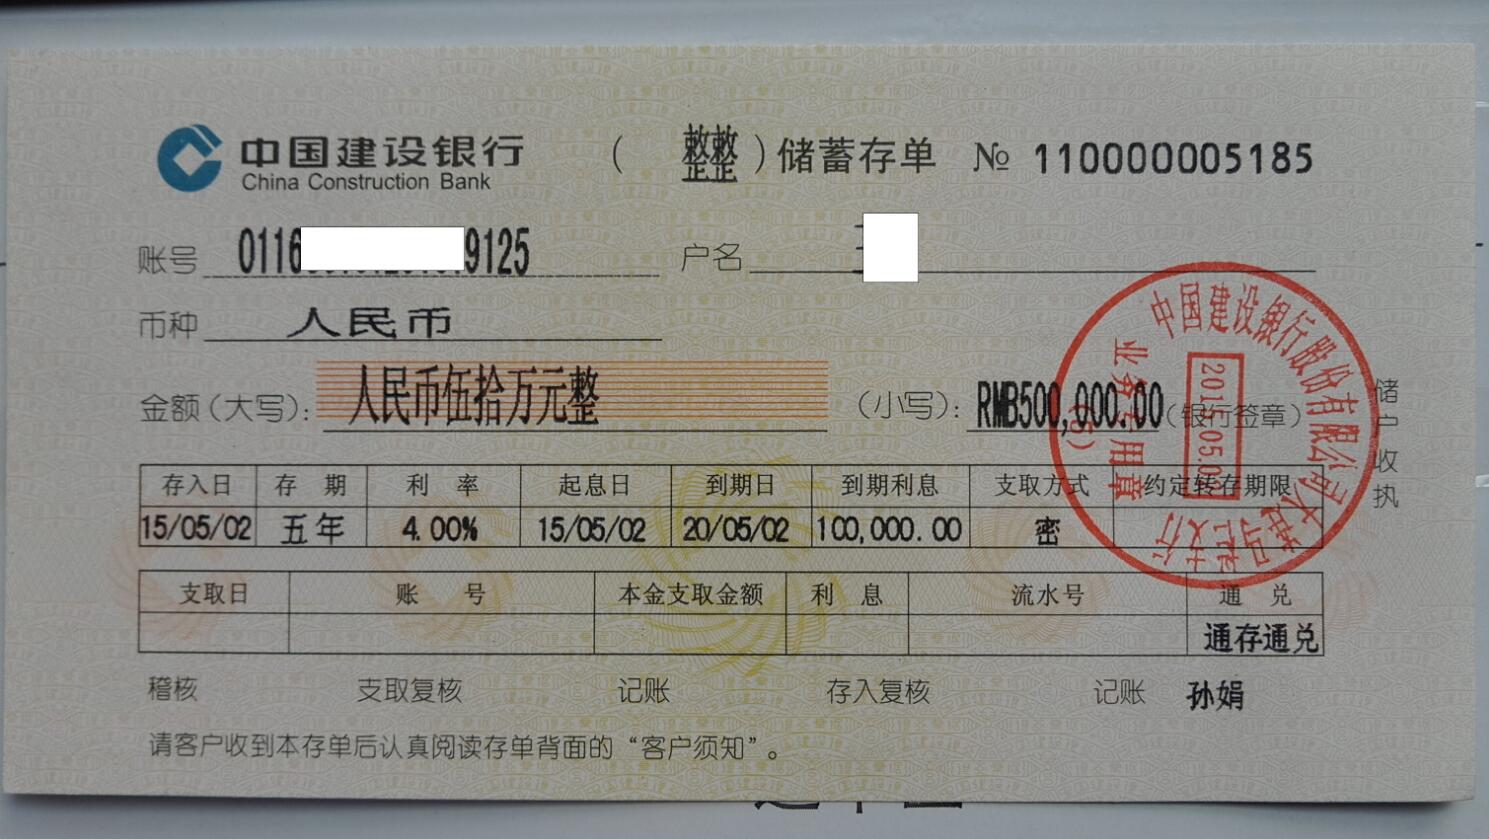 中国建设银行 （ 整整 ）储蓄存单 № 110000005185
China Construction Bank
账号 0116 9125 户名
币种 人民币
金额（大写）： 人民币伍拾万元整 （小写）： RMB500,000.00 （银行签章）
储户收执
中国建设银行股份有限公司
支行
业务专用章
存入日 存 期 利 率 起息日 到期日 到期利息 支取方式 约定转存期限
15/05/02 五年 4.00% 15/05/02 20/05/02 100,000.00 密
支取日 账 号 本金支取金额 利 息 流水号 通 兑
通存通兑
稽核 支取复核 记账 存入复核 记账 孙娟
请客户收到本存单后认真阅读存单背面的“客户须知”。